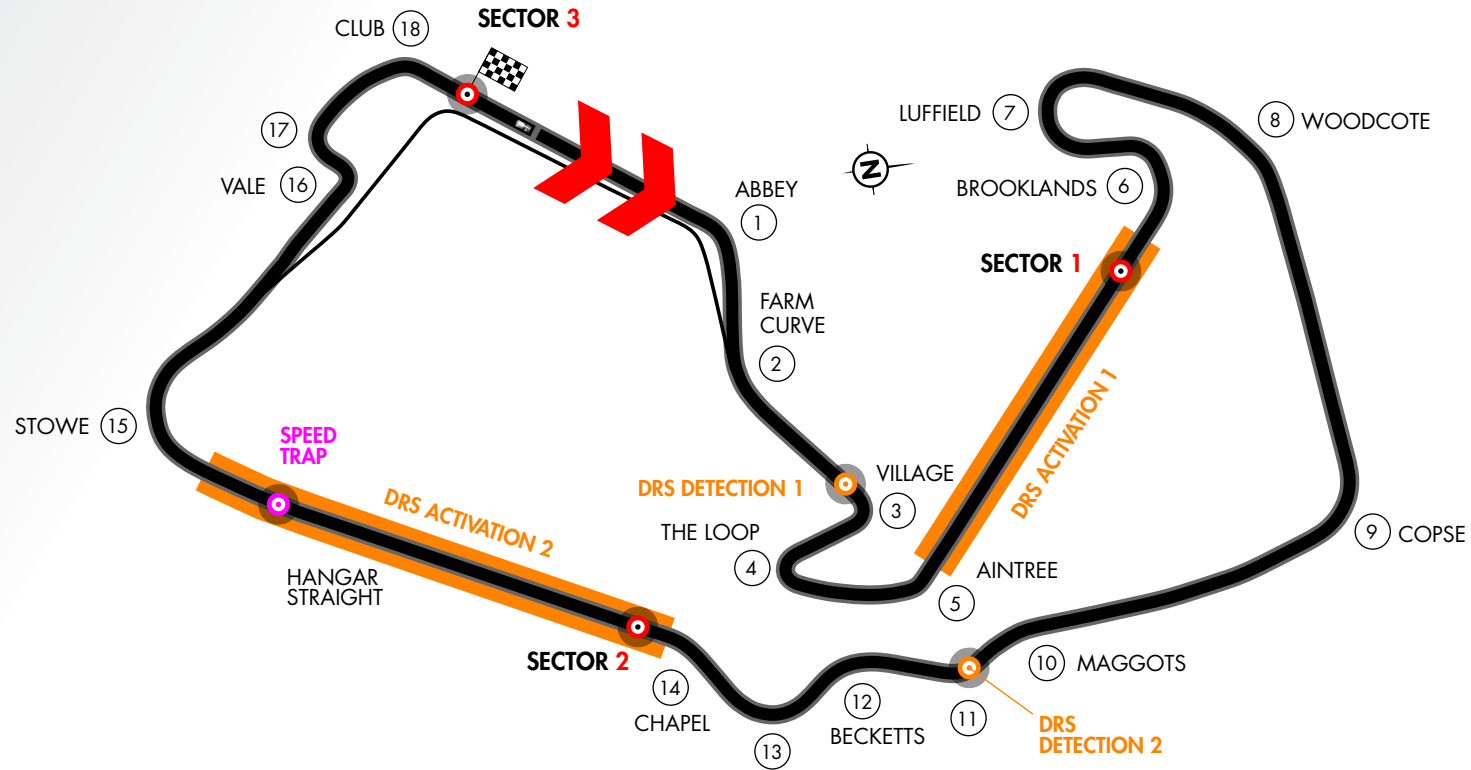 SECTOR 3
CLUB 18
17
VALE 16
ABBEY
1
FARM
CURVE
2
N
LUFFIELD 7
8 WOODCOTE
BROOKLANDS 6
SECTOR 1
DRS ACTIVATION 1
STOWE 15
SPEED
TRAP
DRS ACTIVATION 2
HANGAR
STRAIGHT
SECTOR 2
DRS DETECTION 1
VILLAGE
3
THE LOOP
4
AINTREE
5
9 COPSE
10 MAGGOTS
11
DRS
DETECTION 2
12
BECKETTS
13
14
CHAPEL